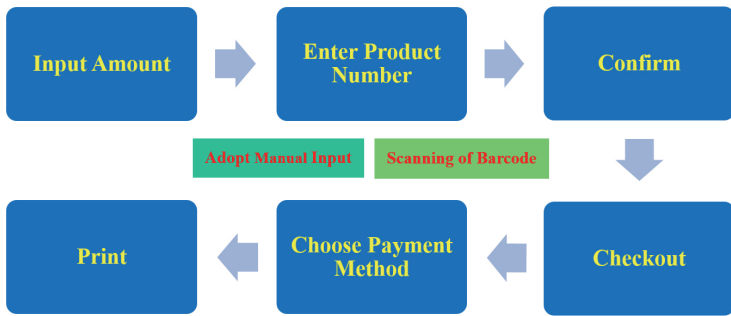 Input Amount
Enter Product
Number
Confirm
Adopt Manual Input
Scanning of Barcode
Print
Choose Payment
Method
Checkout